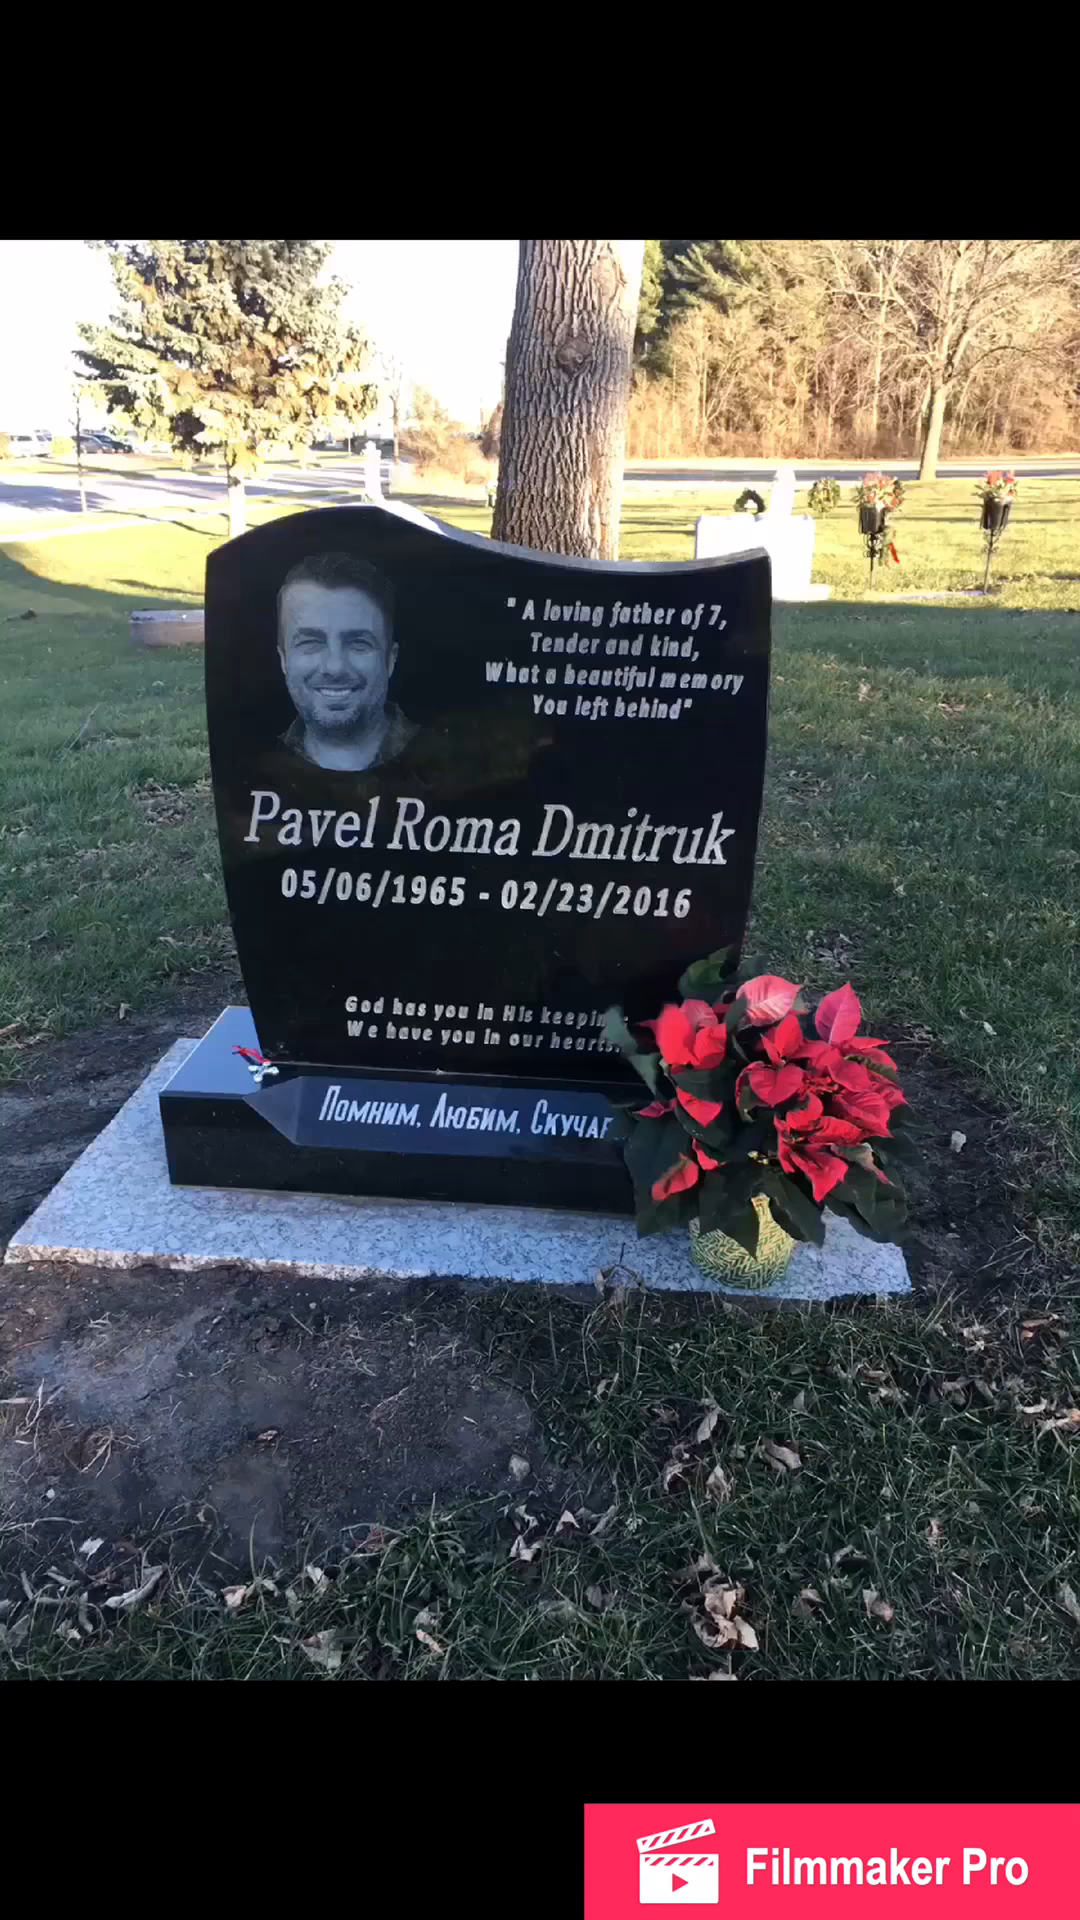 "A loving father of 7,
Tender and kind,
What a beautiful memory
You left behind"
Pavel Roma Dmitruk
05/06/1965 - 02/23/2016
God has you in His
We have you in our hearts.
Помним, Любим,
Filmmaker Pro